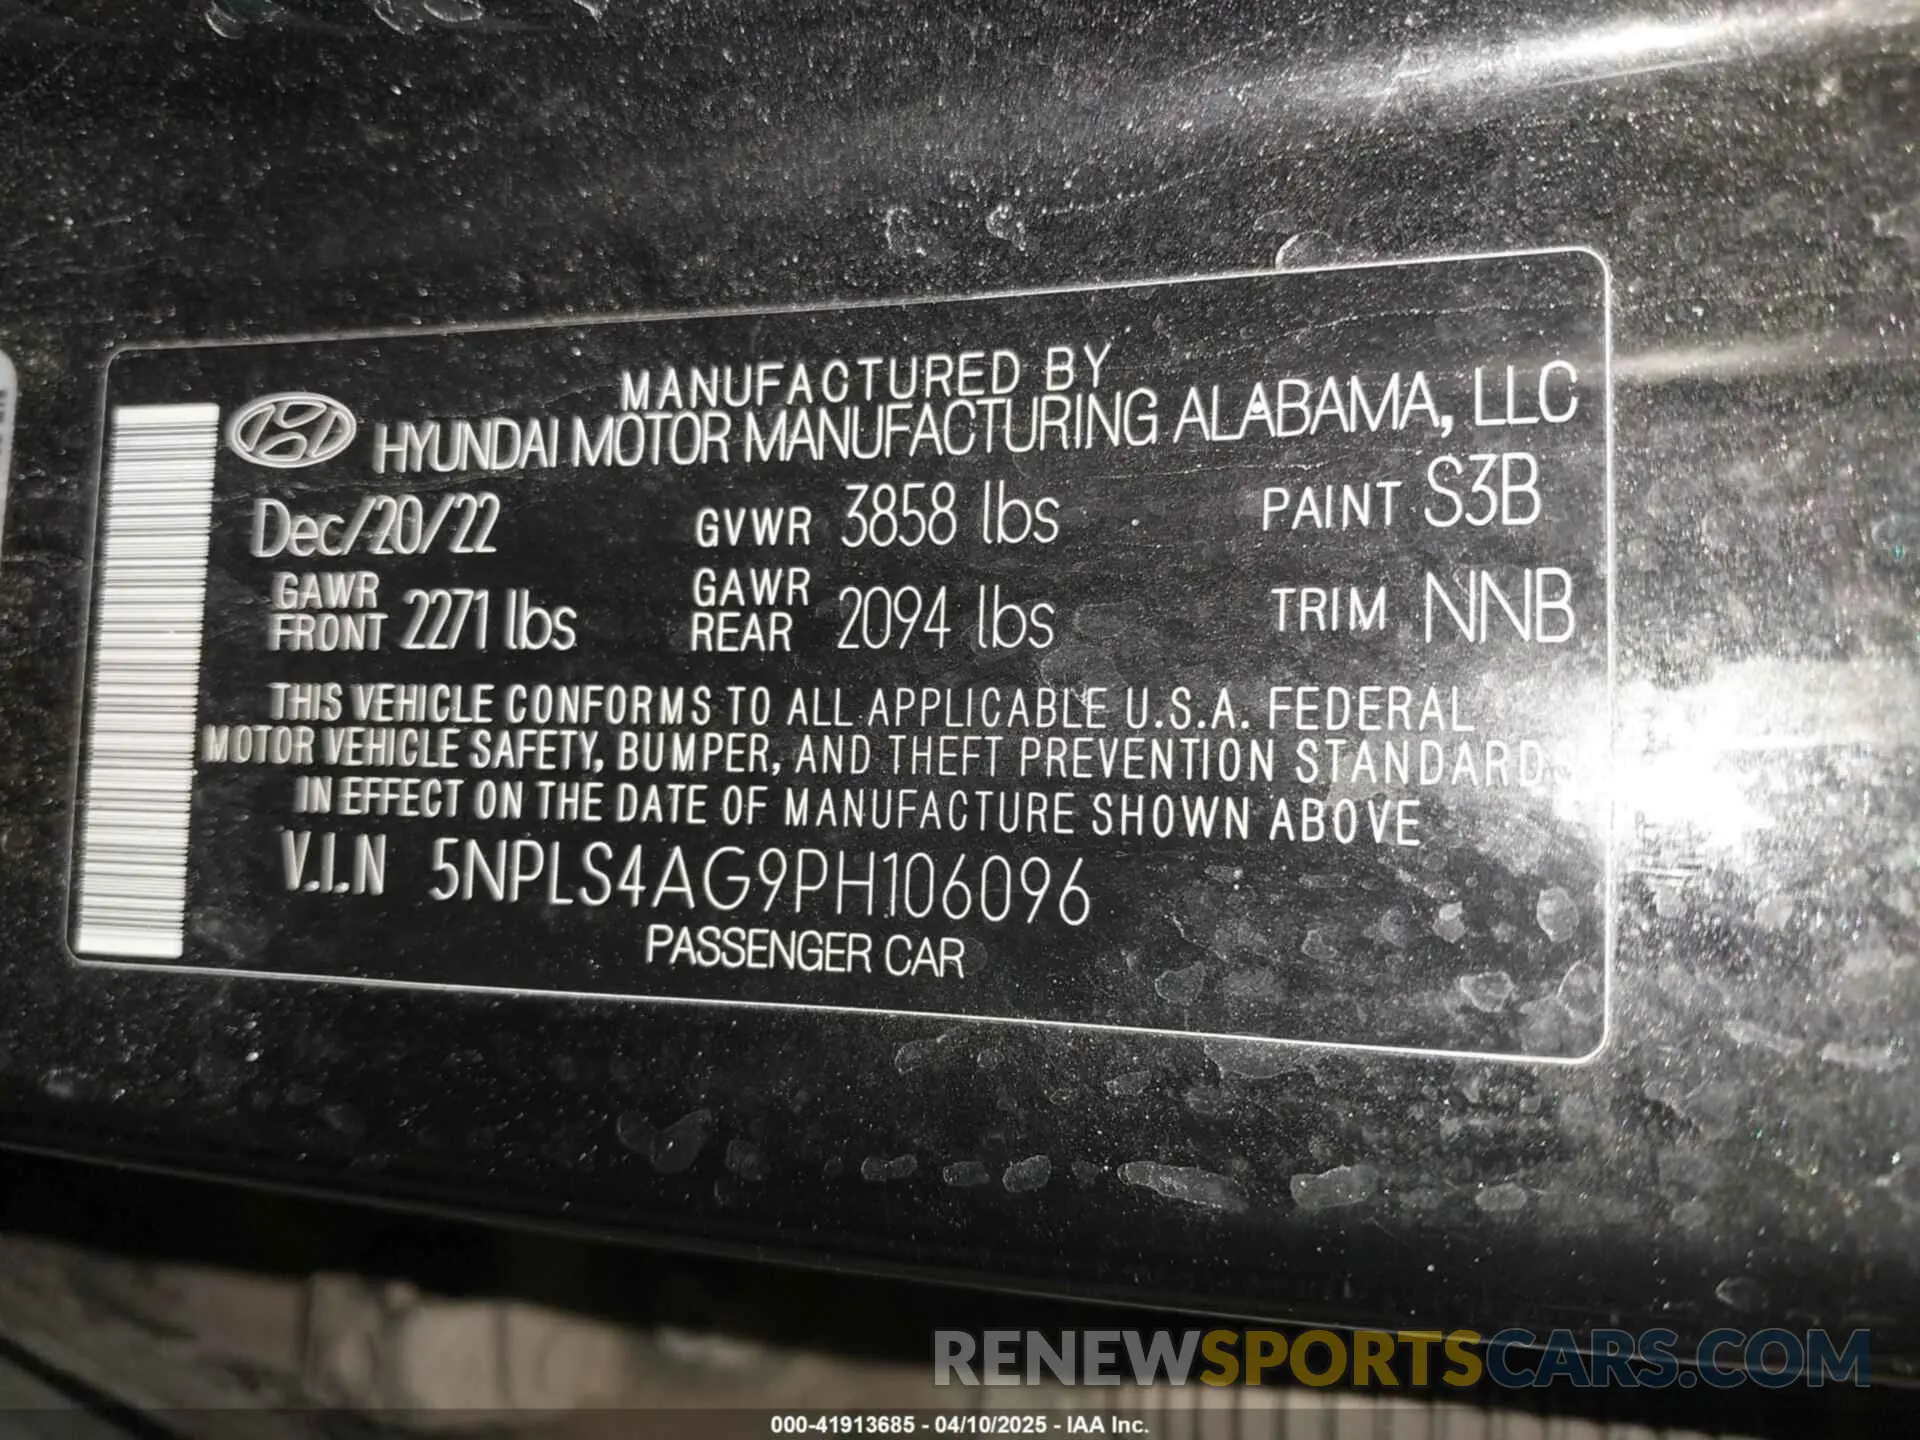 MANUFACTURED BY
HYUNDAI MOTOR MANUFACTURING ALABAMA, LLC
Dec/20/22 GVWR 3858 lbs PAINT S3B
GAWR FRONT 2271 lbs GAWR REAR 2094 lbs TRIM NNB
THIS VEHICLE CONFORMS TO ALL APPLICABLE U.S.A. FEDERAL
MOTOR VEHICLE SAFETY, BUMPER, AND THEFT PREVENTION STANDARDS
IN EFFECT ON THE DATE OF MANUFACTURE SHOWN ABOVE
V.I.N 5NPLS4AG9PH106096
PASSENGER CAR
RENEWSPORTSCARS.COM
000-41913685 - 04/10/2025 - IAA Inc.